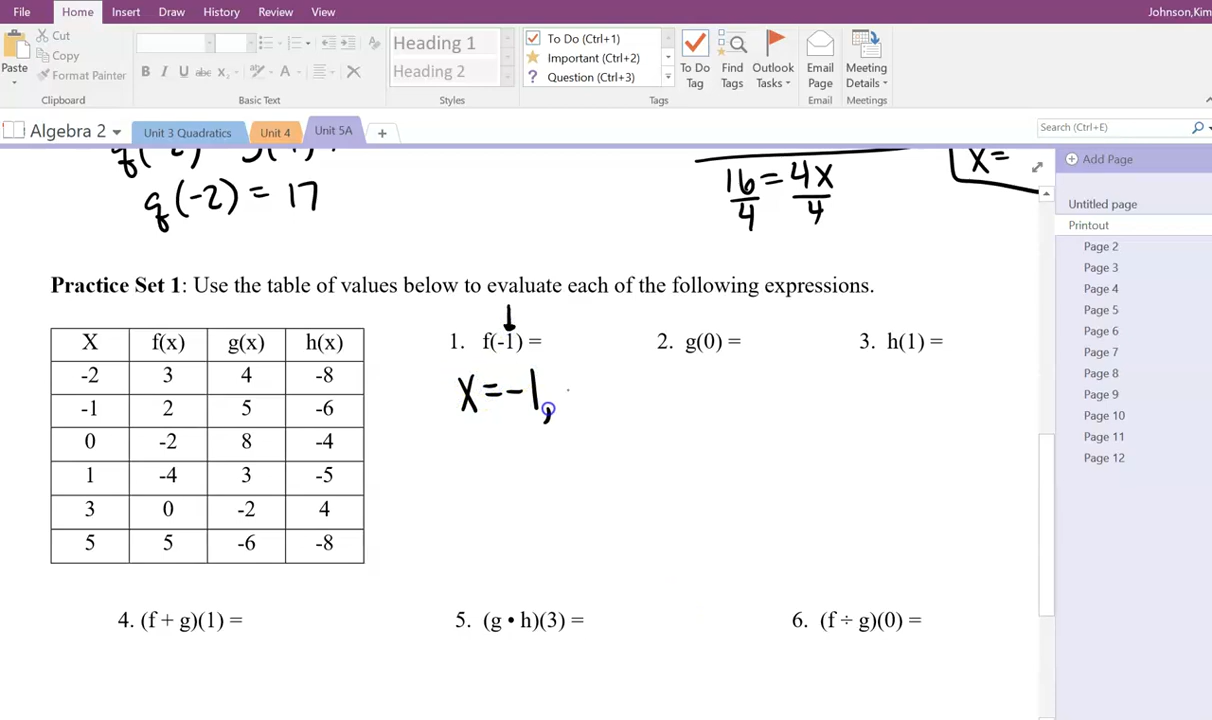 File Home Insert Draw History Review View Johnson,Kim
Cut
Copy
Format Painter
Paste
Clipboard
B I U abc x A
Basic Text
Heading 1
Heading 2
Styles
To Do (Ctrl+1)
Important (Ctrl+2)
Question (Ctrl+3)
To Do Tag
Find Tags
Outlook Tasks
Tags
Email Page
Email
Meeting Details
Meetings
Algebra 2 Unit 3 Quadratics Unit 4 Unit 5A +
Search (Ctrl+E)
Add Page
Untitled page
Printout
Page 2
Page 3
Page 4
Page 5
Page 6
Page 7
Page 8
Page 9
Page 10
Page 11
Page 12
q(-2) = 17
16 = 4x
4 4
x=
Practice Set 1: Use the table of values below to evaluate each of the following expressions.
X f(x) g(x) h(x)
-2 3 4 -8
-1 2 5 -6
0 -2 8 -4
1 -4 3 -5
3 0 -2 4
5 5 -6 -8
1. f(-1) = 2. g(0) = 3. h(1) =
x = -1,
4. (f + g)(1) = 5. (g • h)(3) = 6. (f ÷ g)(0) =